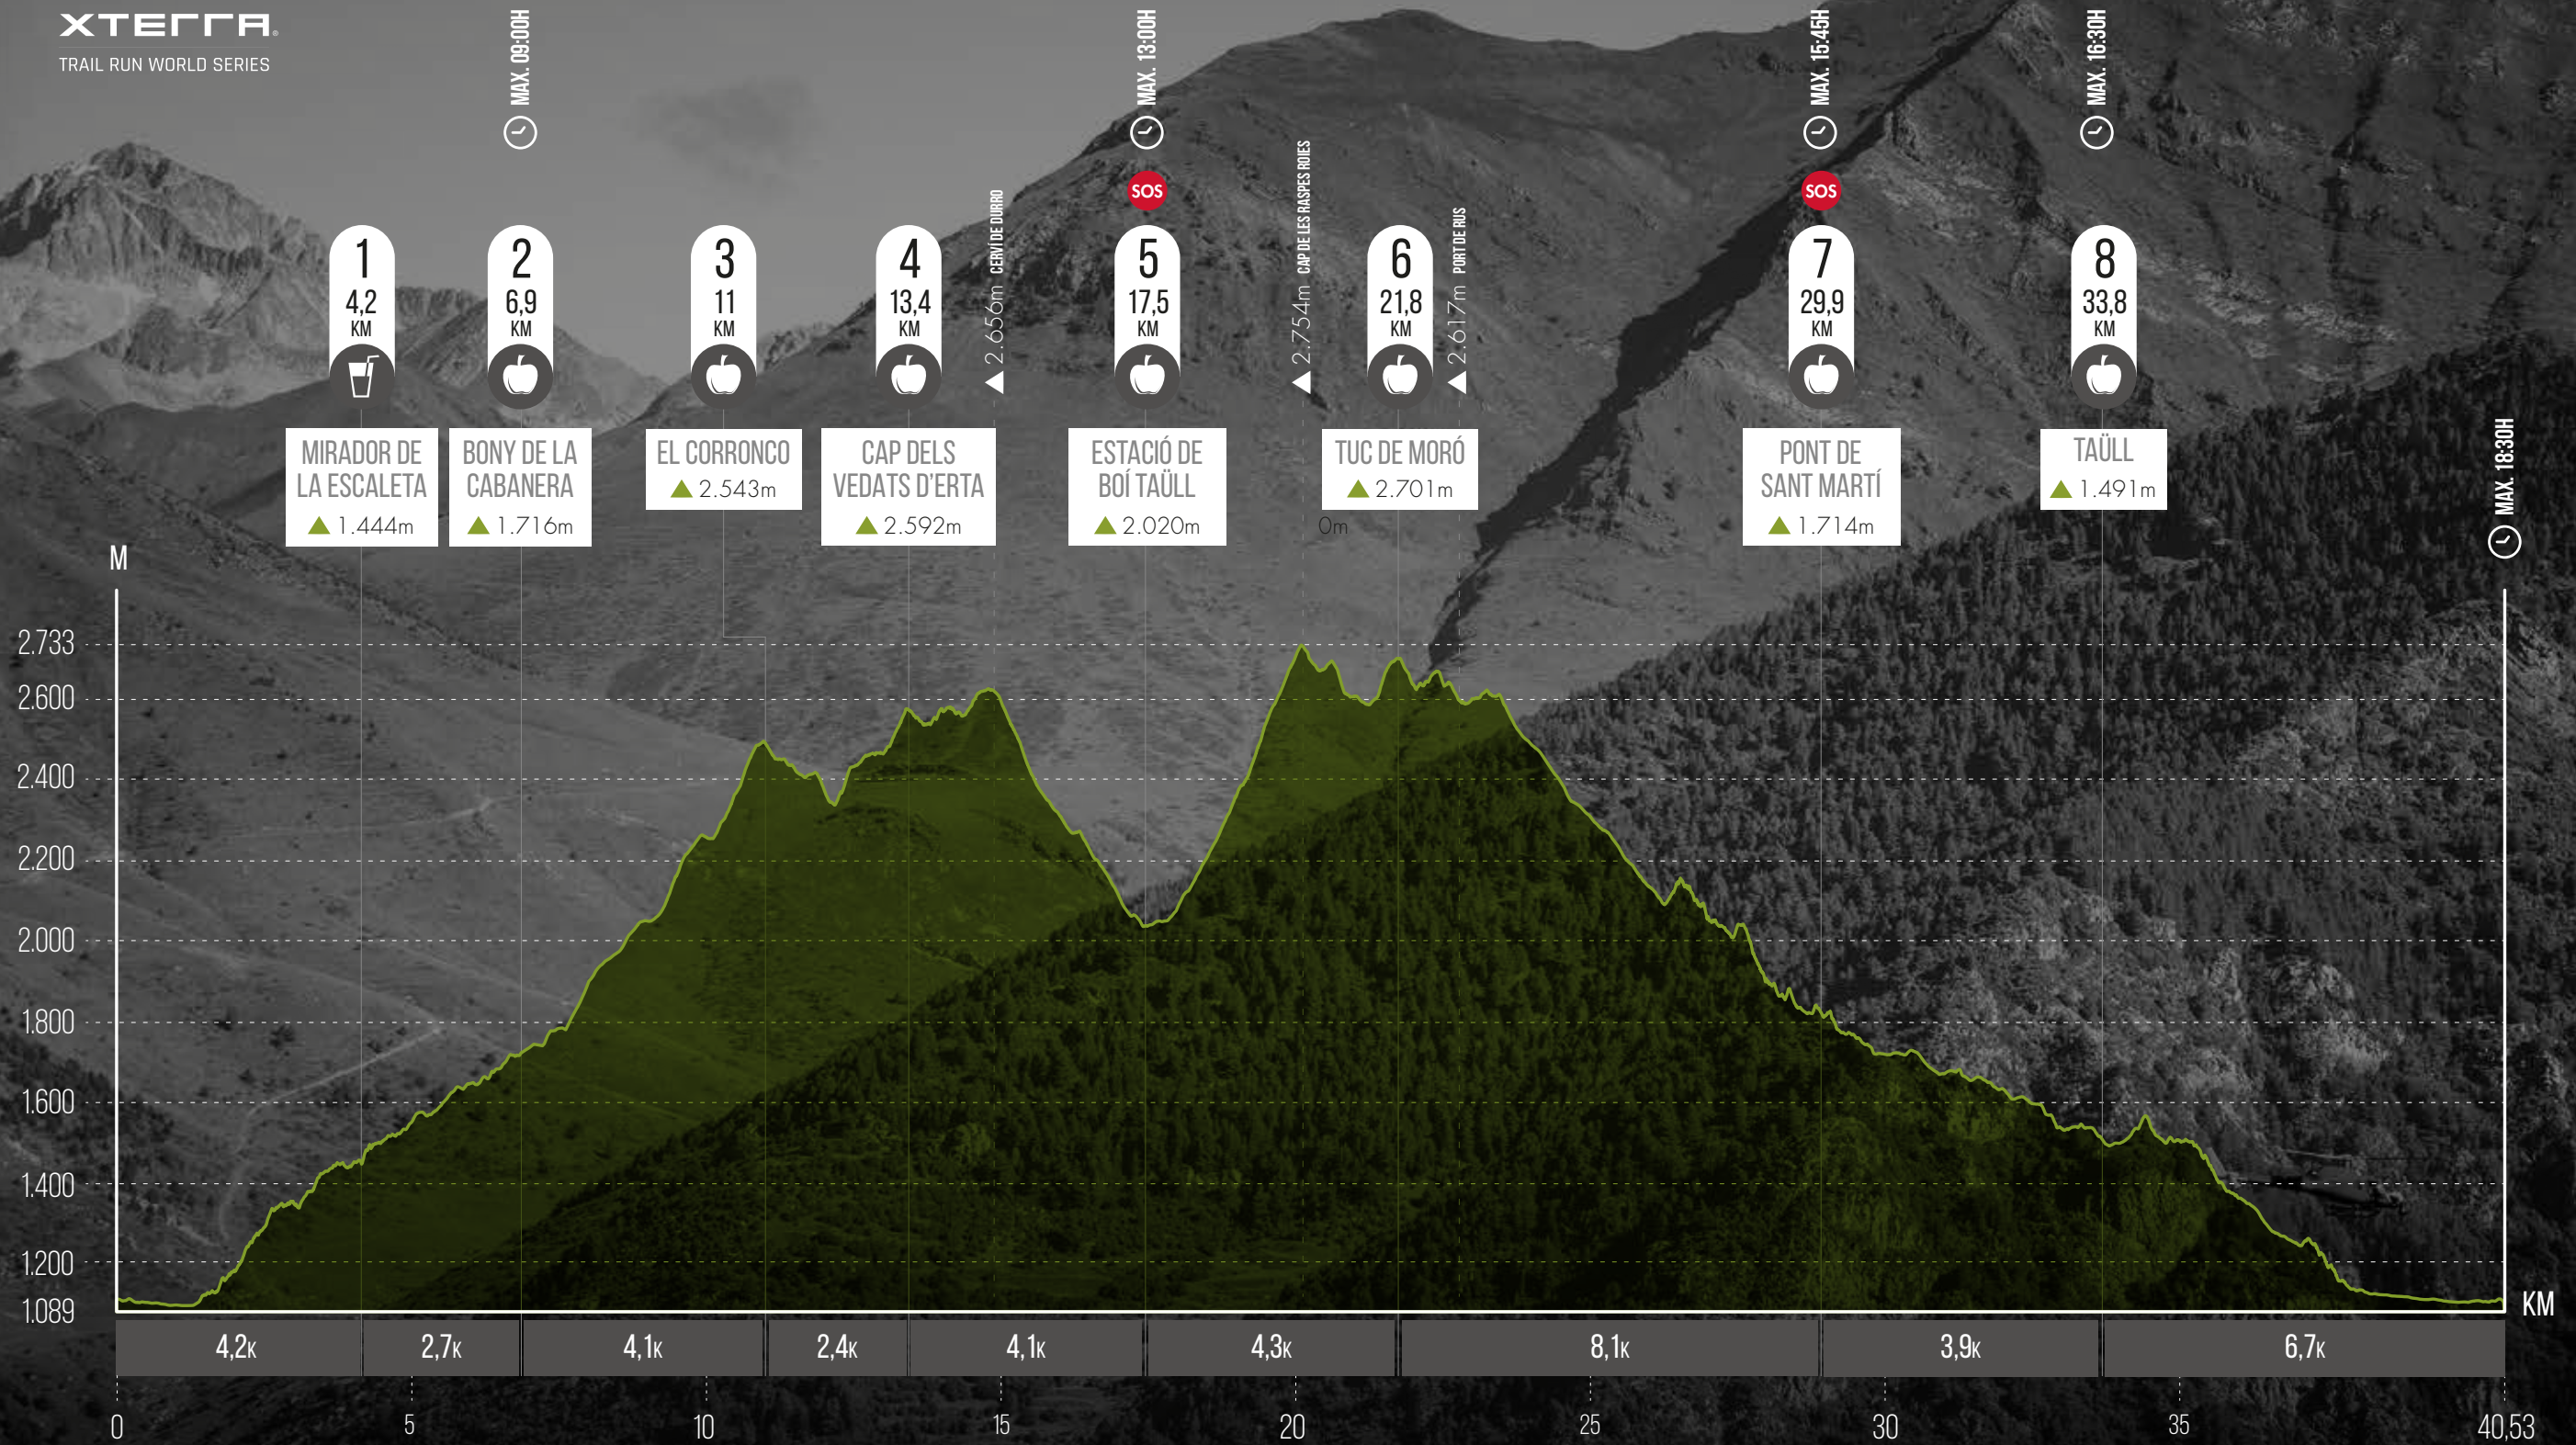 XTERRA
TRAIL RUN WORLD SERIES
MAX. 09:00H
MAX. 13:00H
MAX. 15:45H
MAX. 16:30H
SOS
SOS
1
4,2
KM
2
6,9
KM
3
11
KM
4
13,4
KM
2.656m CERVÍ DE DURRO
5
17,5
KM
2.754m CAP DE LES RASPES ROIES
6
21,8
KM
2.617m PORT DE RUS
7
29,9
KM
8
33,8
KM
MIRADOR DE
LA ESCALETA
1.444m
BONY DE LA
CABANERA
1.716m
EL CORRONCO
2.543m
CAP DELS
VEDATS D'ERTA
2.592m
ESTACIÓ DE
BOÍ TAÜLL
2.020m
TUC DE MORÓ
2.701m
0m
PONT DE
SANT MARTÍ
1.714m
TAÜLL
1.491m
MAX. 18:30H
M
2.733
2.600
2.400
2.200
2.000
1.800
1.600
1.400
1.200
1.089
KM
4,2K 2,7K 4,1K 2,4K 4,1K 4,3K 8,1K 3,9K 6,7K
0 5 10 15 20 25 30 35 40,53